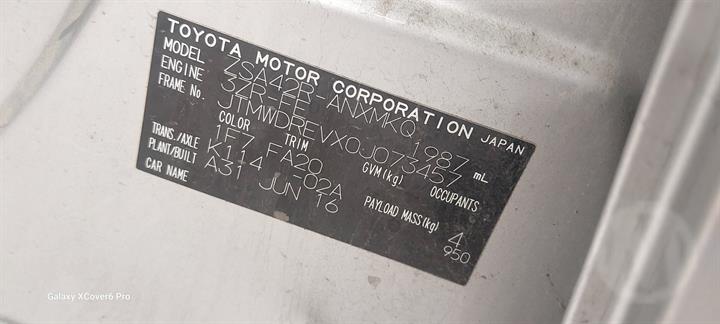 TOYOTA MOTOR CORPORATION JAPAN
MODEL ZSA42R-ANXMKQ
ENGINE 3ZR-FE 1987 mL
FRAME No. JTMWDREVX0J073457
COLOR TRIM GVM(kg) OCCUPANTS
1F7 FA20
TRANS./AXLE K114 -02A PAYLOAD MASS(kg) 4
PLANT/BUILT A31 JUN 16 950
CAR NAME
Galaxy XCover6 Pro